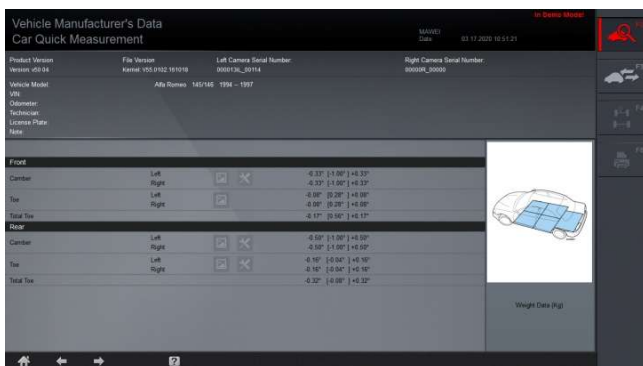 In Demo Mode!
Vehicle Manufacturer's Data
Car Quick Measurement
MAWEI
Date 03 17 2020 10:51:21
Product Version File Version Left Camera Serial Number: Right Camera Serial Number:
Version: v50 04 Kernel: V55.0102.161018 000013L_00114 00000R_00000
Vehicle Model: Alfa Romeo 145/146 1994 – 1997
VIN:
Odometer:
Technician:
License Plate:
Note:
Front
Camber Left -0.33° [-1.00° ] +0.33°
Right -0.33° [-1.00° ] +0.33°
Toe Left -0.08° [0.28° ] +0.08°
Right -0.08° [0.28° ] +0.08°
Total Toe -0.17° [0.56° ] +0.17°
Rear
Camber Left -0.50° [-1.00° ] +0.50°
Right -0.50° [-1.00° ] +0.50°
Toe Left -0.16° [-0.04° ] +0.16°
Right -0.16° [-0.04° ] +0.16°
Total Toe -0.32° [-0.08° ] +0.32°
Weight Data (Kg)
?